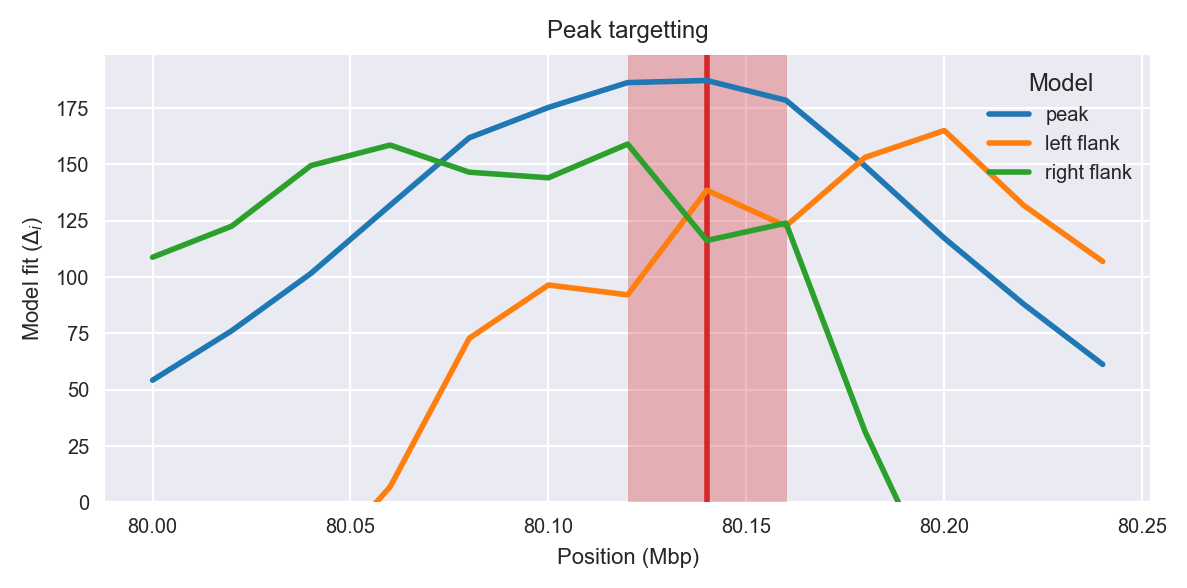 Peak targetting
Model
peak
left flank
right flank
Model fit (Δi)
175
150
125
100
75
50
25
0
80.00
80.05
80.10
80.15
80.20
80.25
Position (Mbp)